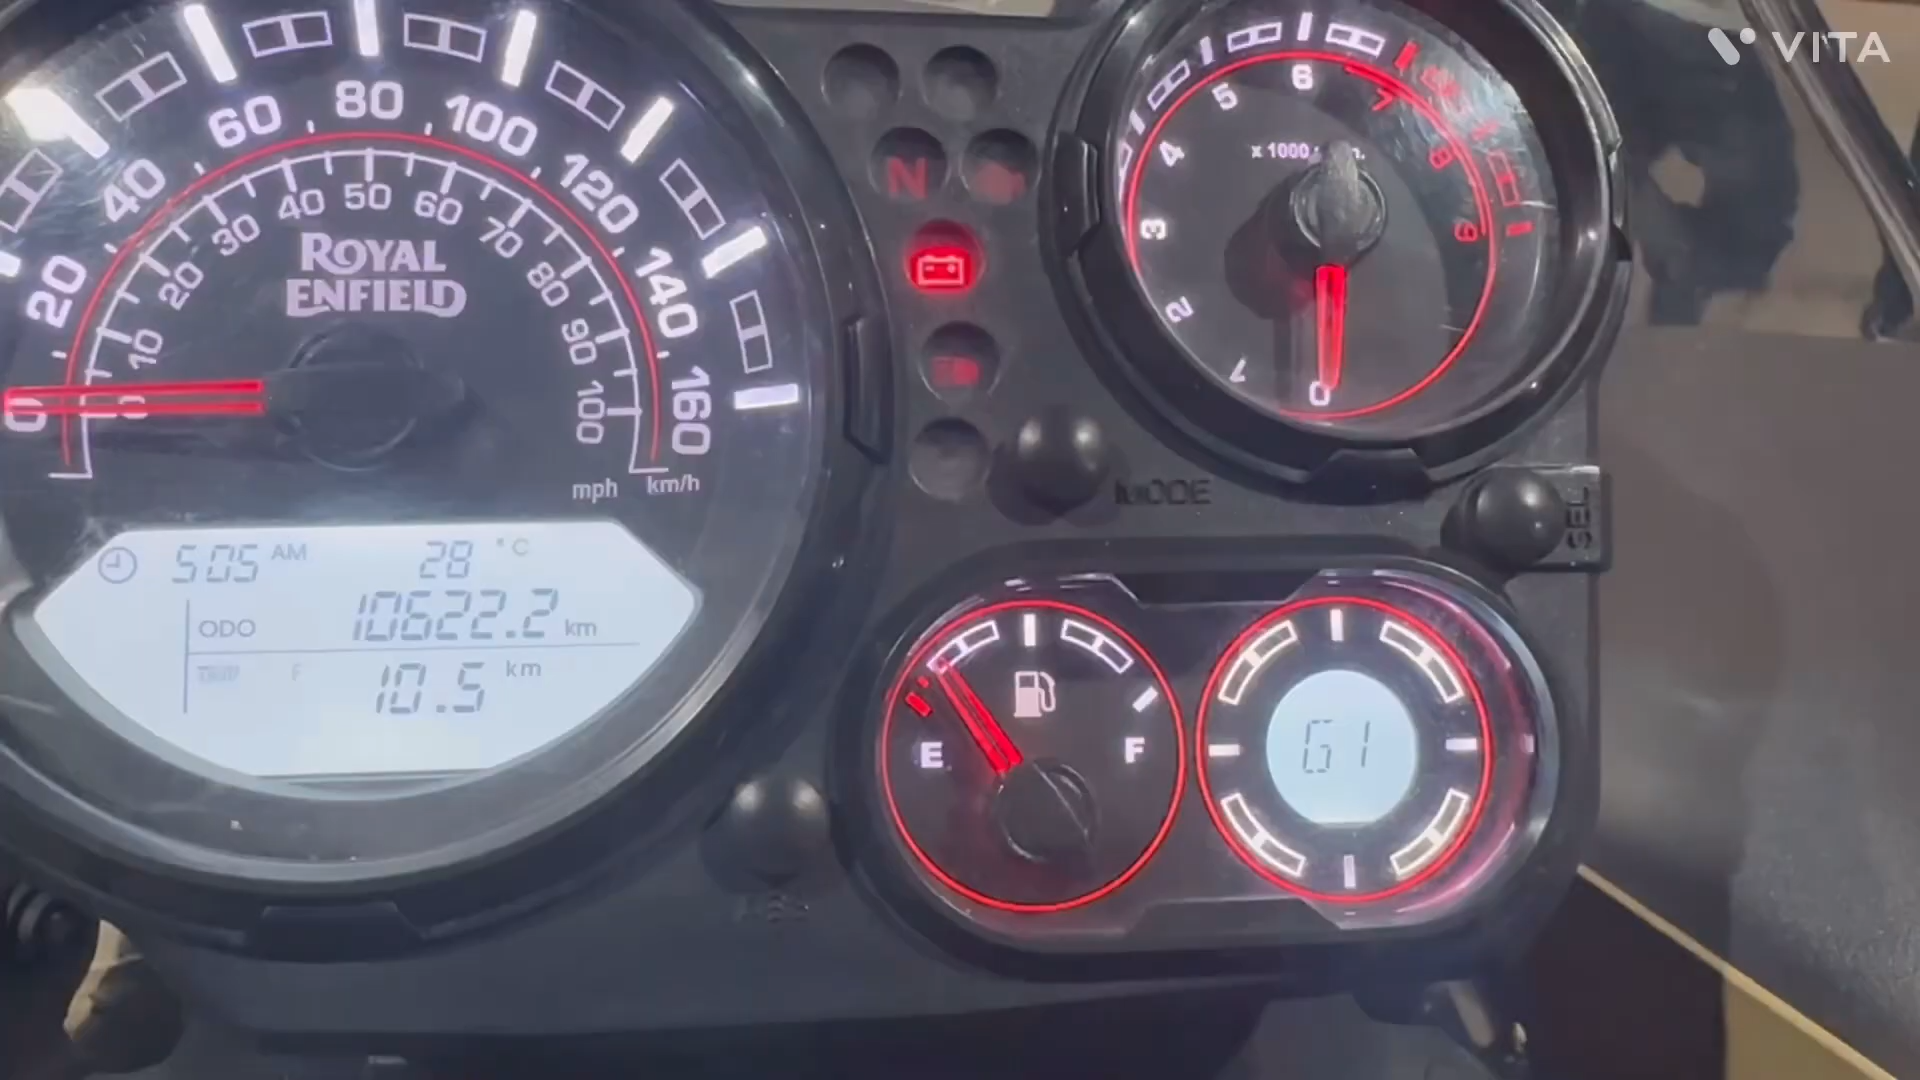 VITA
20 40 60 80 100 120 140 160
0 10 20 30 40 50 60 70 80 90 100
ROYAL
ENFIELD
mph km/h
5:05 AM 28 °C
ODO 10622.2 km
TRIP F 10.5 km
N
0 1 2 3 4 5 6 7 8 9
x 1000
MODE
SEL
E F
G1